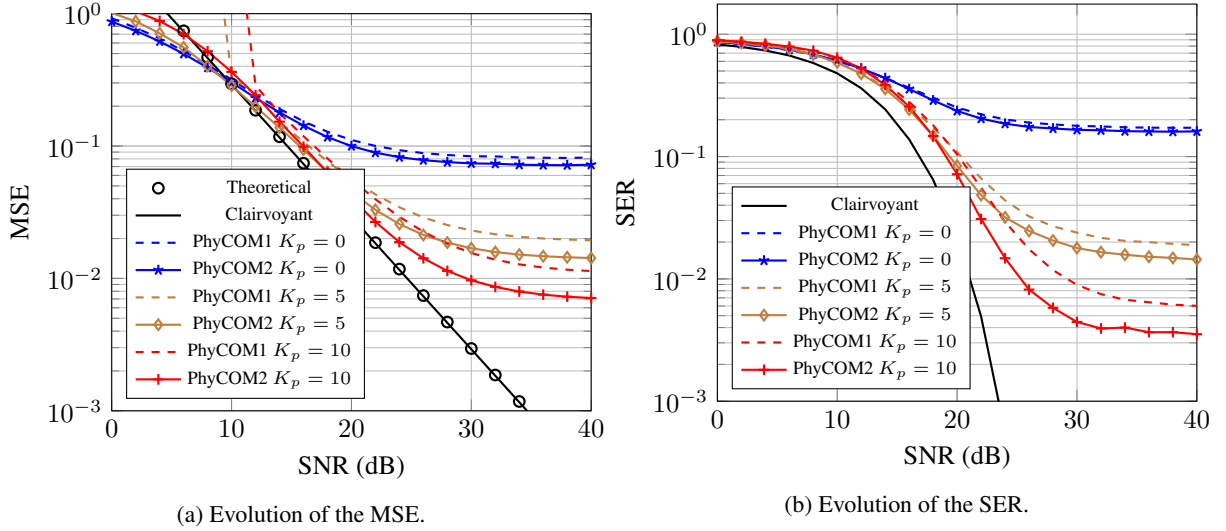 10^0
10^{-1}
10^{-2}
10^{-3}
MSE
0
10
20
30
40
SNR (dB)
Theoretical
Clairvoyant
PhyCOM1 K_p = 0
PhyCOM2 K_p = 0
PhyCOM1 K_p = 5
PhyCOM2 K_p = 5
PhyCOM1 K_p = 10
PhyCOM2 K_p = 10
(a) Evolution of the MSE.
10^0
10^{-1}
10^{-2}
10^{-3}
SER
0
10
20
30
40
SNR (dB)
Clairvoyant
PhyCOM1 K_p = 0
PhyCOM2 K_p = 0
PhyCOM1 K_p = 5
PhyCOM2 K_p = 5
PhyCOM1 K_p = 10
PhyCOM2 K_p = 10
(b) Evolution of the SER.